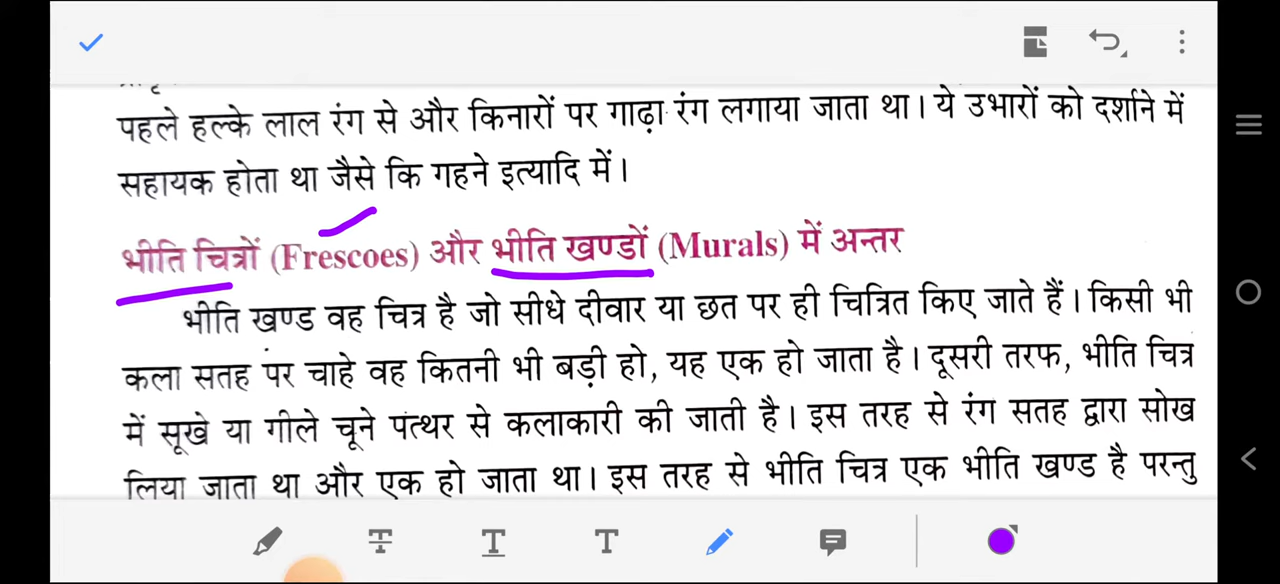 पहले हल्के लाल रंग से और किनारों पर गाढ़ा रंग लगाया जाता था। ये उभारों को दर्शाने में
सहायक होता था जैसे कि गहने इत्यादि में।
भीति चित्रों (Frescoes) और भीति खण्डों (Murals) में अन्तर
भीति खण्ड वह चित्र है जो सीधे दीवार या छत पर ही चित्रित किए जाते हैं। किसी भी
कला सतह पर चाहे वह कितनी भी बड़ी हो, यह एक हो जाता है। दूसरी तरफ, भीति चित्र
में सूखे या गीले चूने पत्थर से कलाकारी की जाती है। इस तरह से रंग सतह द्वारा सोख
लिया जाता था और एक हो जाता था। इस तरह से भीति चित्र एक भीति खण्ड है परन्तु
T T T